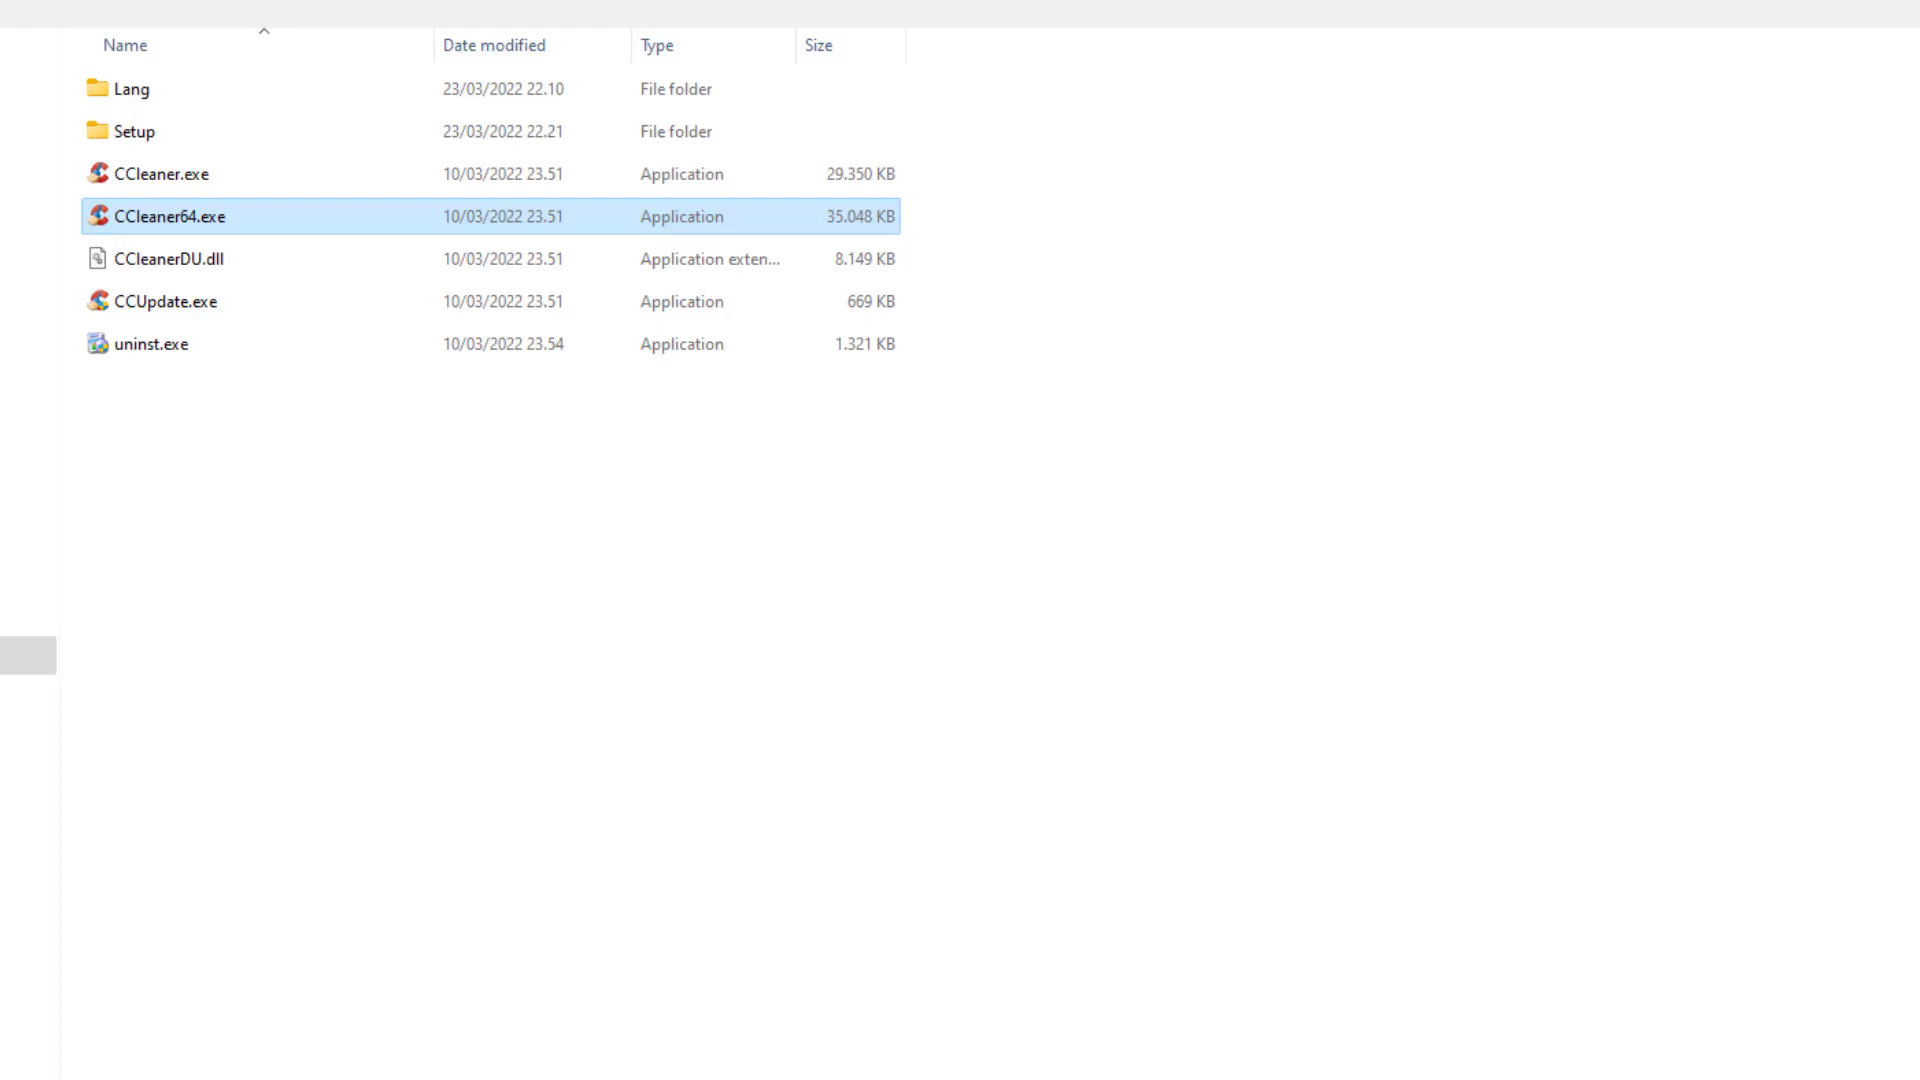 Name Date modified Type Size
Lang 23/03/2022 22.10 File folder
Setup 23/03/2022 22.21 File folder
CCleaner.exe 10/03/2022 23.51 Application 29.350 KB
CCleaner64.exe 10/03/2022 23.51 Application 35.048 KB
CCleanerDU.dll 10/03/2022 23.51 Application exten... 8.149 KB
CCUpdate.exe 10/03/2022 23.51 Application 669 KB
uninst.exe 10/03/2022 23.54 Application 1.321 KB